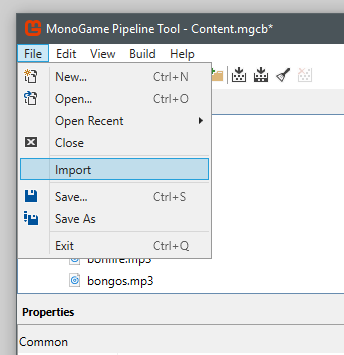 MonoGame Pipeline Tool - Content.mgcb*
File Edit View Build Help
New... Ctrl+N
Open... Ctrl+O
Open Recent
Close
Import
Save... Ctrl+S
Save As
Exit Ctrl+Q
bonfire.mp3
bongos.mp3
Properties
Common